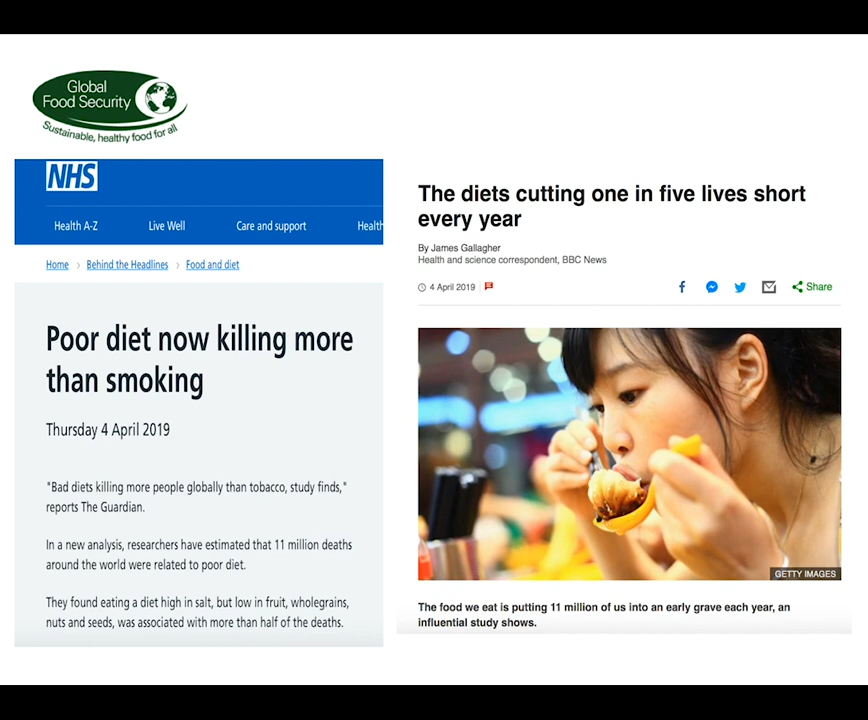 Global
Food Security
Sustainable, healthy food for all
NHS
Health A-Z Live Well Care and support Health
Home > Behind the Headlines > Food and diet
Poor diet now killing more
than smoking
Thursday 4 April 2019
"Bad diets killing more people globally than tobacco, study finds,"
reports The Guardian.
In a new analysis, researchers have estimated that 11 million deaths
around the world were related to poor diet.
They found eating a diet high in salt, but low in fruit, wholegrains,
nuts and seeds, was associated with more than half of the deaths.
The diets cutting one in five lives short
every year
By James Gallagher
Health and science correspondent, BBC News
4 April 2019
Share
GETTY IMAGES
The food we eat is putting 11 million of us into an early grave each year, an
influential study shows.